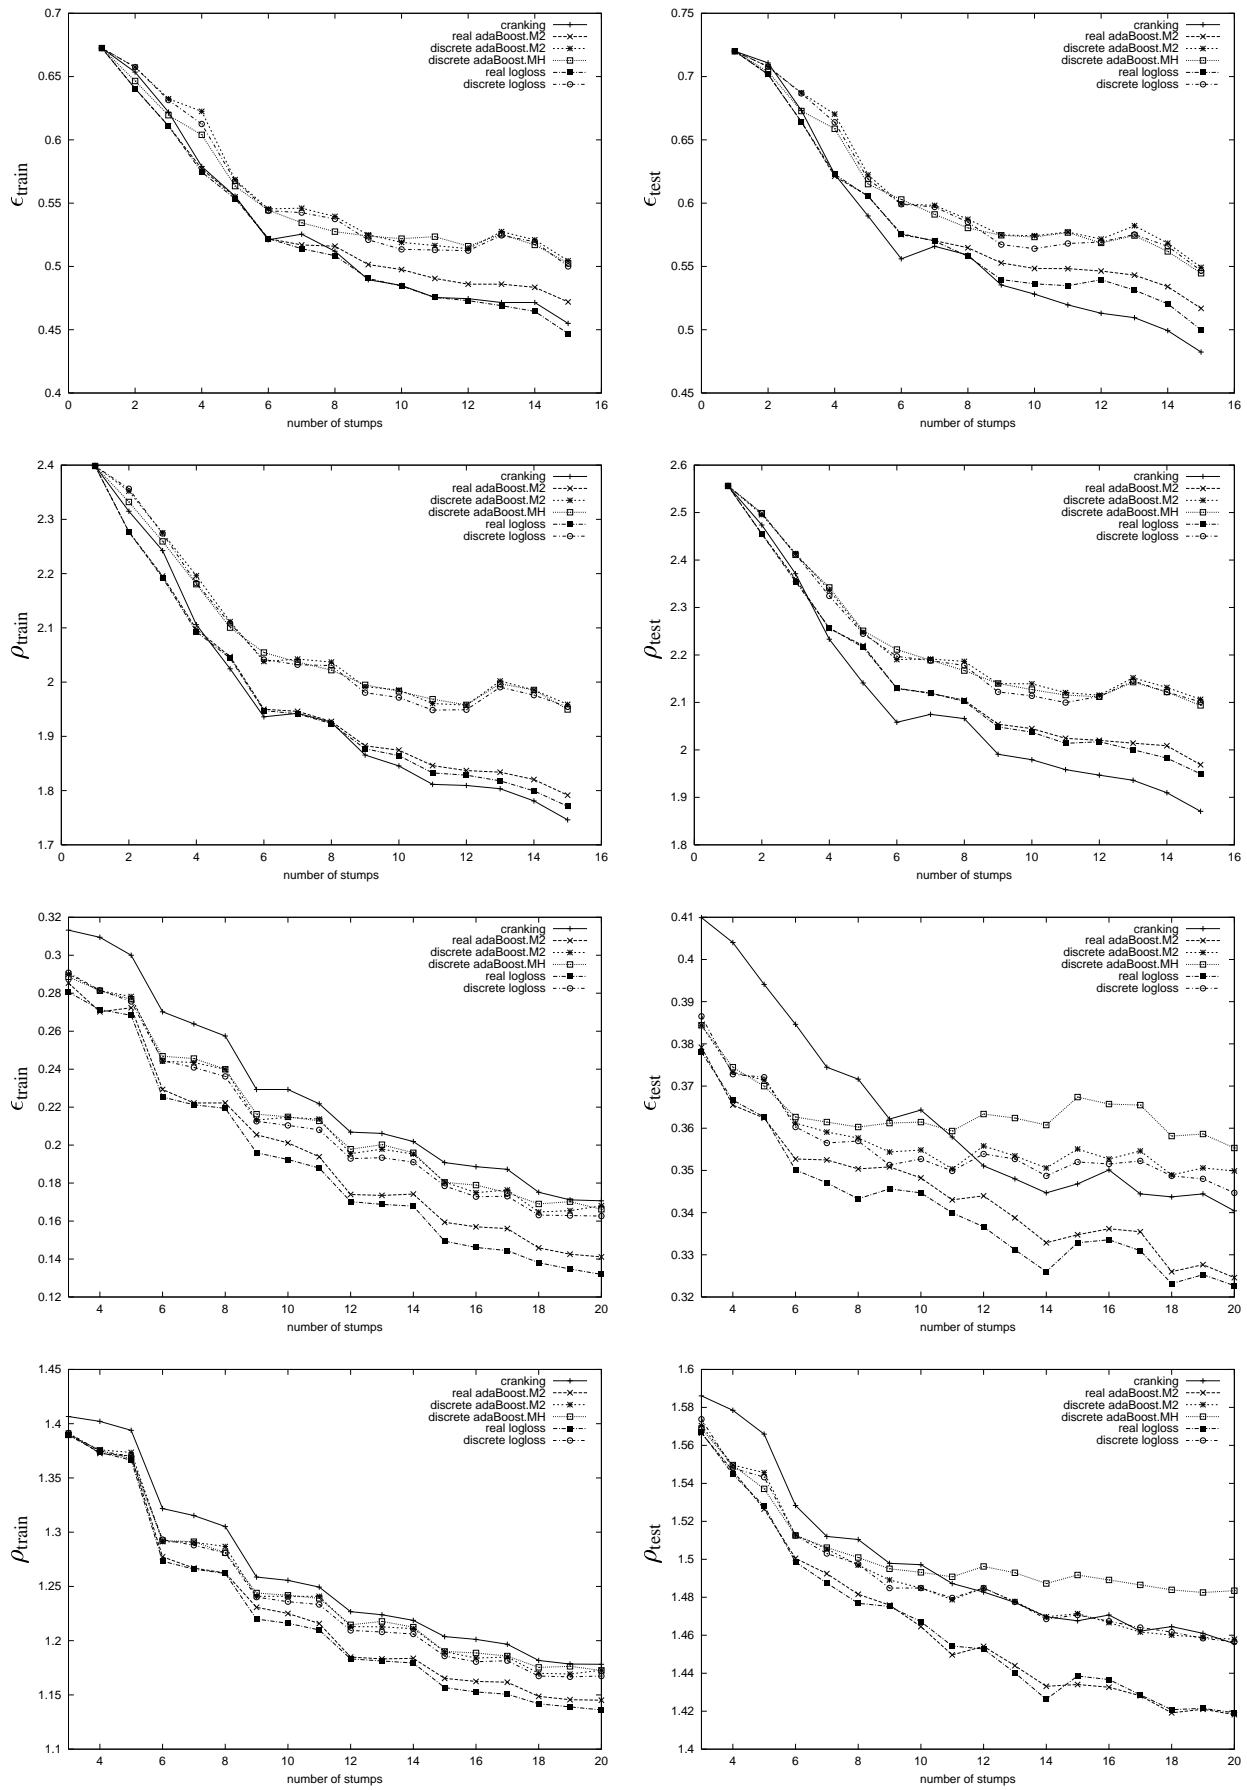 0.7
0.65
0.6
0.55
0.5
0.45
0.4
0 2 4 6 8 10 12 14 16
ϵtrain
number of stumps
cranking
real adaBoost.M2
discrete adaBoost.M2
discrete adaBoost.MH
real logloss
discrete logloss
0.75
0.7
0.65
0.6
0.55
0.5
0.45
0 2 4 6 8 10 12 14 16
ϵtest
number of stumps
cranking
real adaBoost.M2
discrete adaBoost.M2
discrete adaBoost.MH
real logloss
discrete logloss
2.4
2.3
2.2
2.1
2
1.9
1.8
1.7
0 2 4 6 8 10 12 14 16
ρtrain
number of stumps
cranking
real adaBoost.M2
discrete adaBoost.M2
discrete adaBoost.MH
real logloss
discrete logloss
2.6
2.5
2.4
2.3
2.2
2.1
2
1.9
1.8
0 2 4 6 8 10 12 14 16
ρtest
number of stumps
cranking
real adaBoost.M2
discrete adaBoost.M2
discrete adaBoost.MH
real logloss
discrete logloss
0.32
0.3
0.28
0.26
0.24
0.22
0.2
0.18
0.16
0.14
0.12
4 6 8 10 12 14 16 18 20
ϵtrain
number of stumps
cranking
real adaBoost.M2
discrete adaBoost.M2
discrete adaBoost.MH
real logloss
discrete logloss
0.41
0.4
0.39
0.38
0.37
0.36
0.35
0.34
0.33
0.32
4 6 8 10 12 14 16 18 20
ϵtest
number of stumps
cranking
real adaBoost.M2
discrete adaBoost.M2
discrete adaBoost.MH
real logloss
discrete logloss
1.45
1.4
1.35
1.3
1.25
1.2
1.15
1.1
4 6 8 10 12 14 16 18 20
ρtrain
number of stumps
cranking
real adaBoost.M2
discrete adaBoost.M2
discrete adaBoost.MH
real logloss
discrete logloss
1.6
1.58
1.56
1.54
1.52
1.5
1.48
1.46
1.44
1.42
1.4
4 6 8 10 12 14 16 18 20
ρtest
number of stumps
cranking
real adaBoost.M2
discrete adaBoost.M2
discrete adaBoost.MH
real logloss
discrete logloss